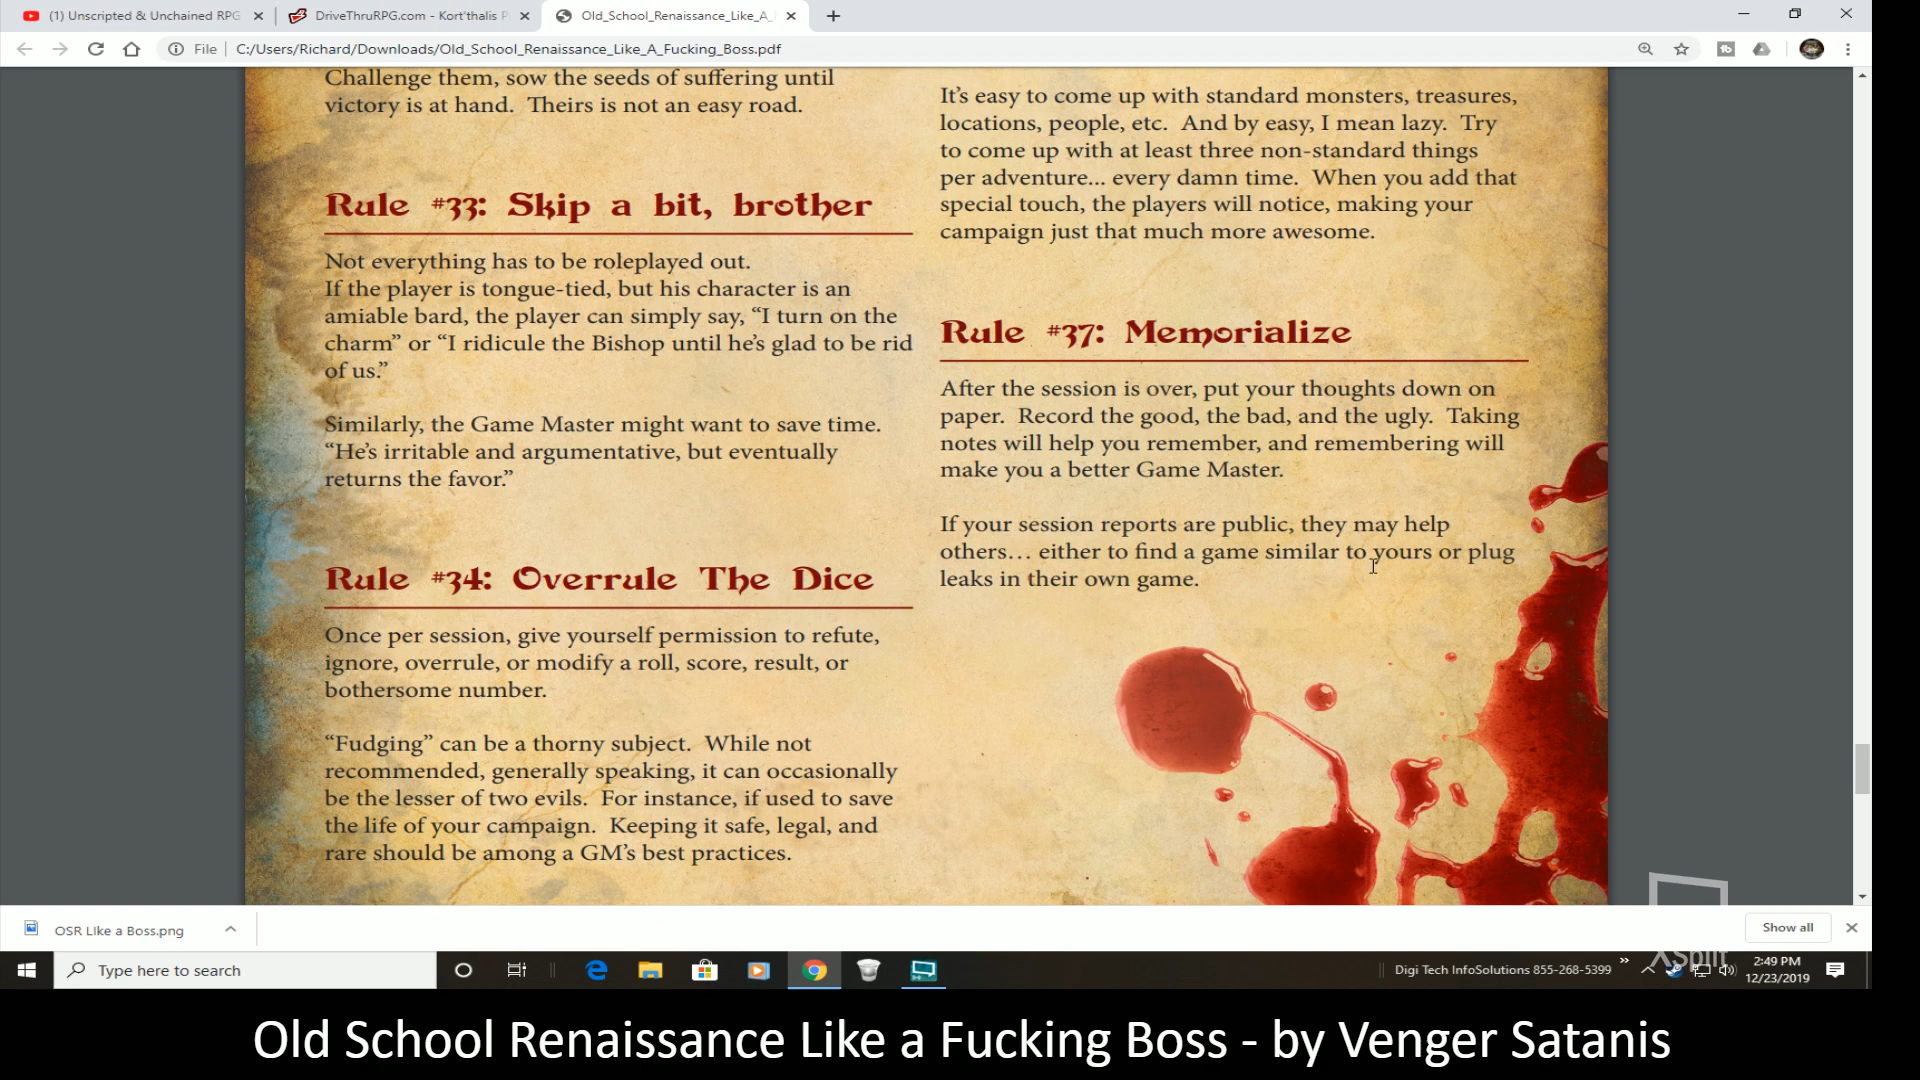 (1) Unscripted & Unchained RPG
DriveThruRPG.com - Kort'thalis P
Old_School_Renaissance_Like_A_
File
C:/Users/Richard/Downloads/Old_School_Renaissance_Like_A_Fucking_Boss.pdf
Challenge them, sow the seeds of suffering until
victory is at hand. Theirs is not an easy road.
Rule #33: Skip a bit, brother
Not everything has to be roleplayed out.
If the player is tongue-tied, but his character is an
amiable bard, the player can simply say, “I turn on the
charm” or “I ridicule the Bishop until he’s glad to be rid
of us.”
Similarly, the Game Master might want to save time.
“He’s irritable and argumentative, but eventually
returns the favor.”
Rule #34: Overrule The Dice
Once per session, give yourself permission to refute,
ignore, overrule, or modify a roll, score, result, or
bothersome number.
“Fudging” can be a thorny subject. While not
recommended, generally speaking, it can occasionally
be the lesser of two evils. For instance, if used to save
the life of your campaign. Keeping it safe, legal, and
rare should be among a GM’s best practices.
It’s easy to come up with standard monsters, treasures,
locations, people, etc. And by easy, I mean lazy. Try
to come up with at least three non-standard things
per adventure... every damn time. When you add that
special touch, the players will notice, making your
campaign just that much more awesome.
Rule #37: Memorialize
After the session is over, put your thoughts down on
paper. Record the good, the bad, and the ugly. Taking
notes will help you remember, and remembering will
make you a better Game Master.
If your session reports are public, they may help
others… either to find a game similar to yours or plug
leaks in their own game.
OSR LIke a Boss.png
Show all
Type here to search
Digi Tech InfoSolutions 855-268-5399
XSplit
2:49 PM
12/23/2019
Old School Renaissance Like a Fucking Boss - by Venger Satanis